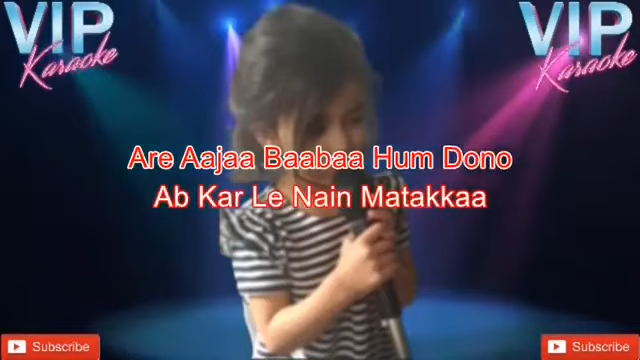 VIP Karaoke
VIP Karaoke
Are Aajaa Baabaa Hum Dono
Ab Kar Le Nain Matakkaa
Subscribe
Subscribe